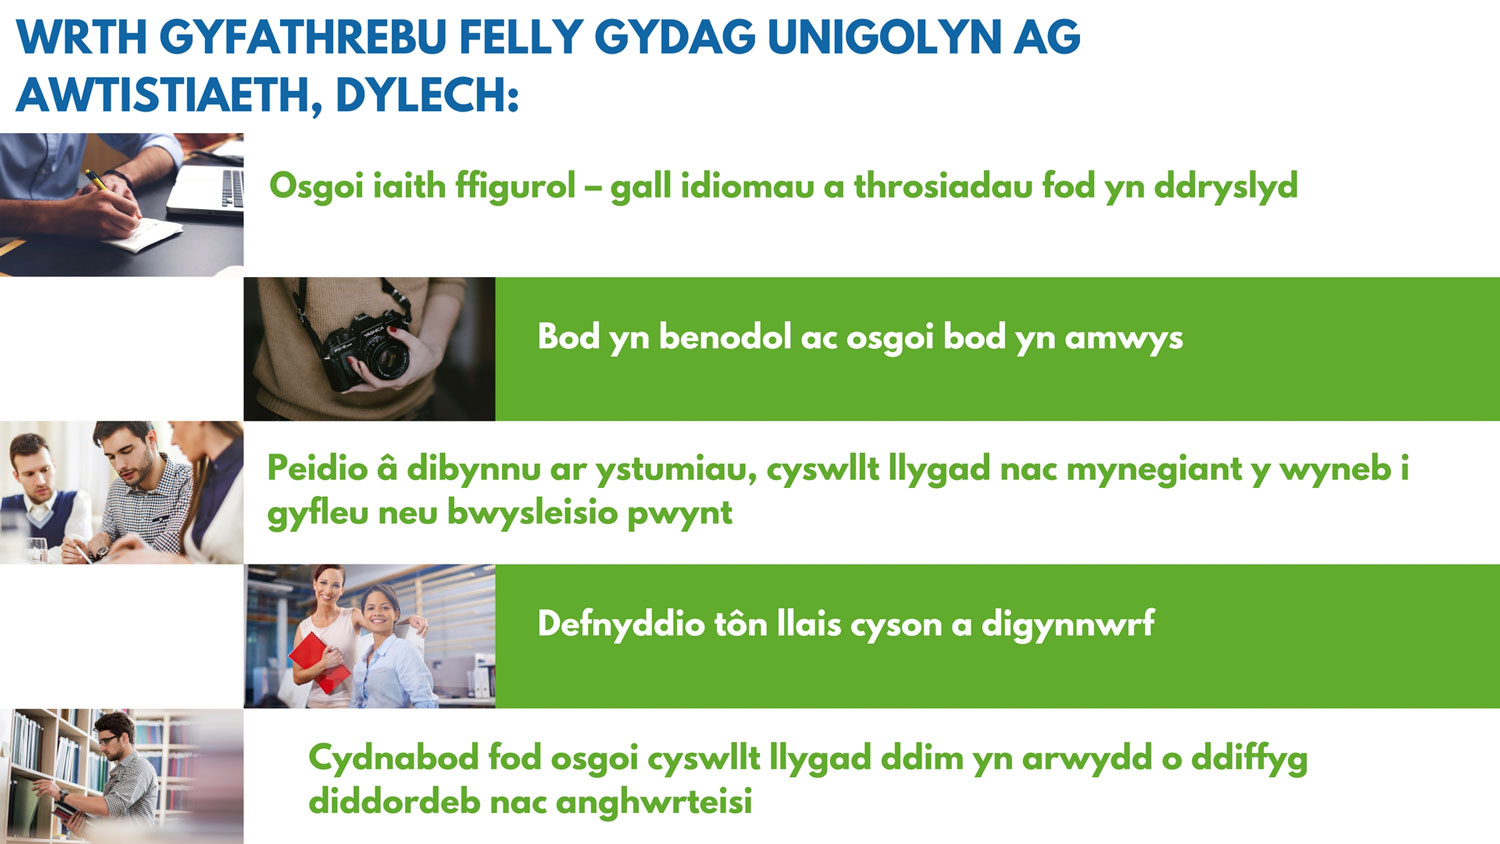 WRTH GYFATHREBU FELLY GYDAG UNIGOLYN AG
AWTISTIAETH, DYLECH:
Osgoi iaith ffigurol – gall idiomau a throsiadau fod yn ddryslyd
Bod yn benodol ac osgoi bod yn amwys
YASHICA
Peidio â dibynnu ar ystumiau, cyswllt llygad nac mynegiant y wyneb i
gyfleu neu bwysleisio pwynt
Defnyddio tôn llais cyson a digynnwrf
Cydnabod fod osgoi cyswllt llygad ddim yn arwydd o ddiffyg
diddordeb nac anghwrteisi